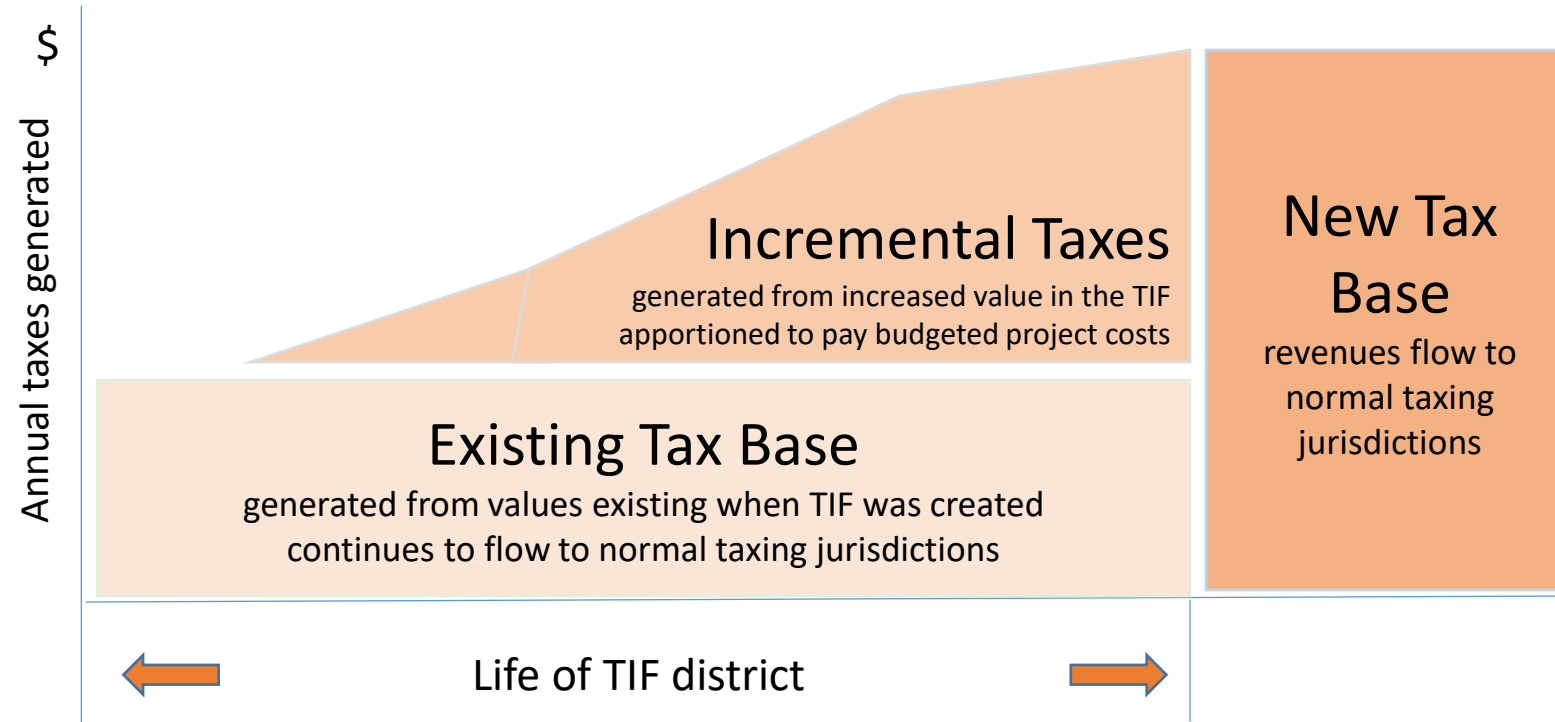 $
Annual taxes generated
Incremental Taxes
generated from increased value in the TIF
apportioned to pay budgeted project costs
New Tax
Base
revenues flow to
normal taxing
jurisdictions
Existing Tax Base
generated from values existing when TIF was created
continues to flow to normal taxing jurisdictions
Life of TIF district